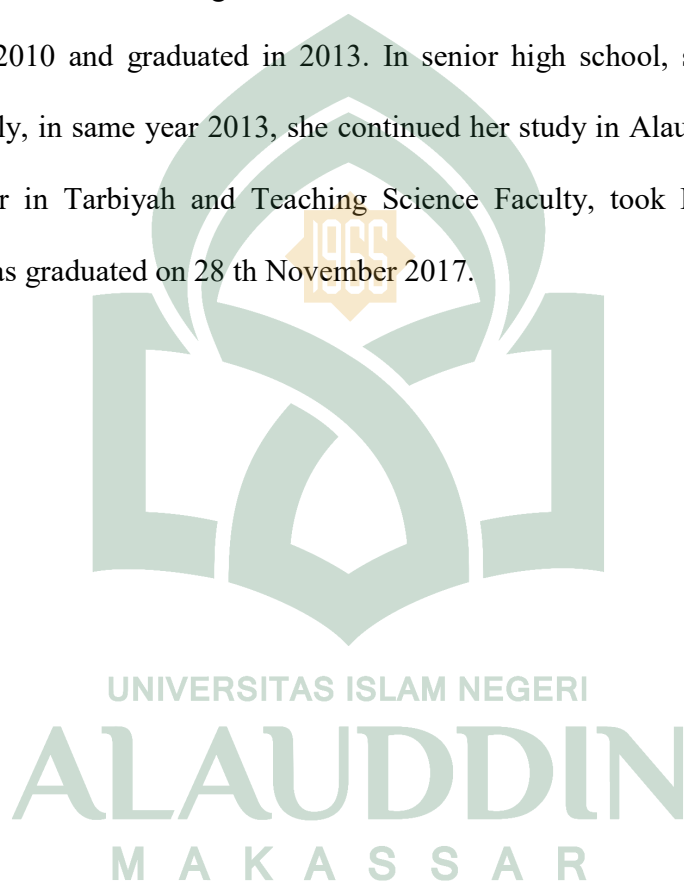 2010 and graduated in 2013. In senior high school, s
ly, in same year 2013, she continued her study in Alau
r in Tarbiyah and Teaching Science Faculty, took
1965
as graduated on 28 th November 2017.
UNIVERSITAS ISLAM NEGERI
ALAUDDIN
MAKASSAR